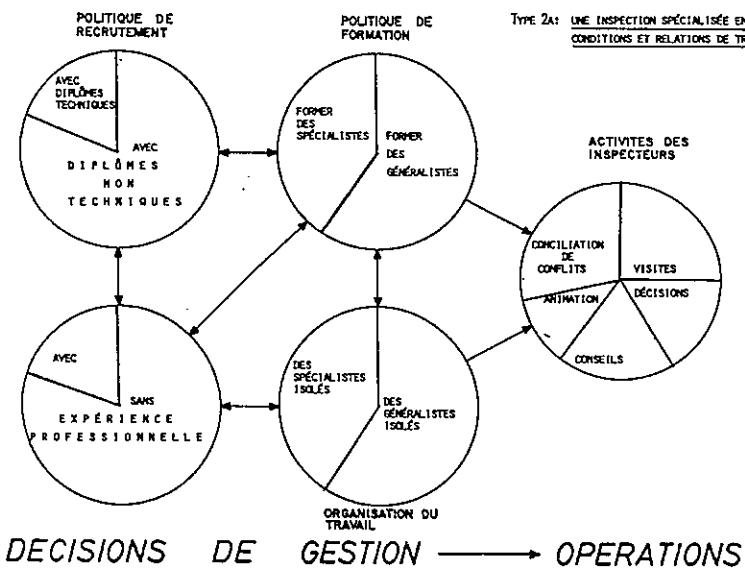 POLITIQUE DE
RECRUTEMENT
POLITIQUE DE
FORMATION
TYPE 2A: UNE INSPECTION SPÉCIALISÉE EN
CONDITIONS ET RELATIONS DE
AVEC
DIPLÔMES
TECHNIQUES
AVEC
DIPLÔMES
NON
TECHNIQUES
FORMER
DES
SPÉCIALISTES
FORMER
DES
GÉNÉRALISTES
ACTIVITES DES
INSPECTEURS
CONCILIATION
DE
CONFLITS
VISITES
ANIMATION
DÉCISIONS
CONSEILS
AVEC
SANS
EXPÉRIENCE
PROFESSIONNELLE
DES
SPÉCIALISTES
ISOLÉS
DES
GÉNÉRALISTES
ISOLÉS
ORGANISATION DU
TRAVAIL
DECISIONS DE GESTION → OPERATIONS